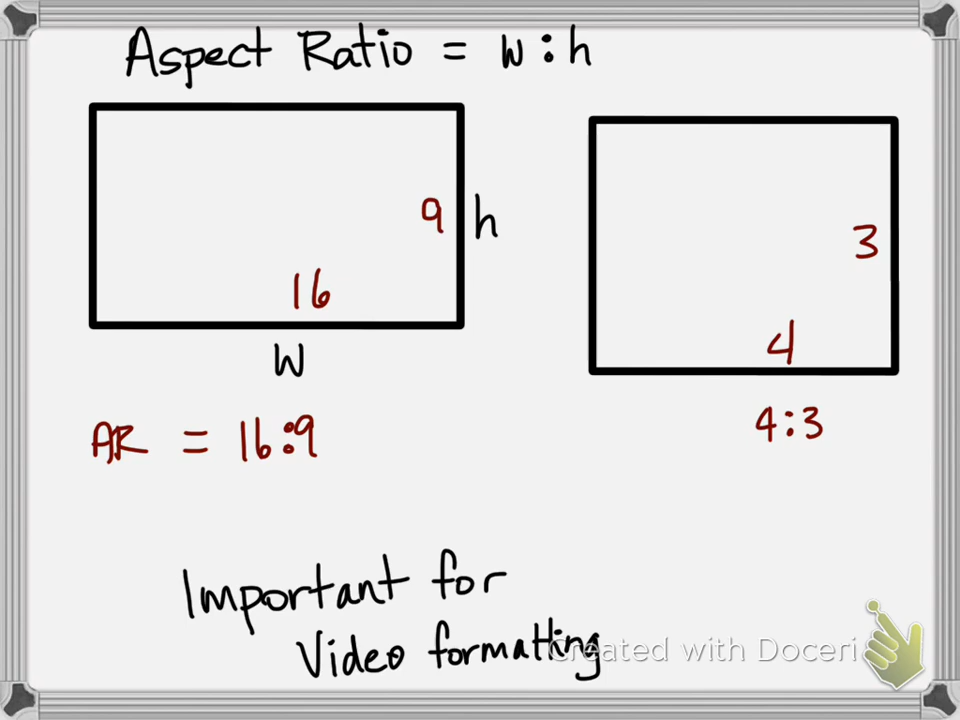 Aspect Ratio = w:h
9
h
16
W
AR = 16:9
3
4
4:3
Important for
Video formatting
Created with Doceri